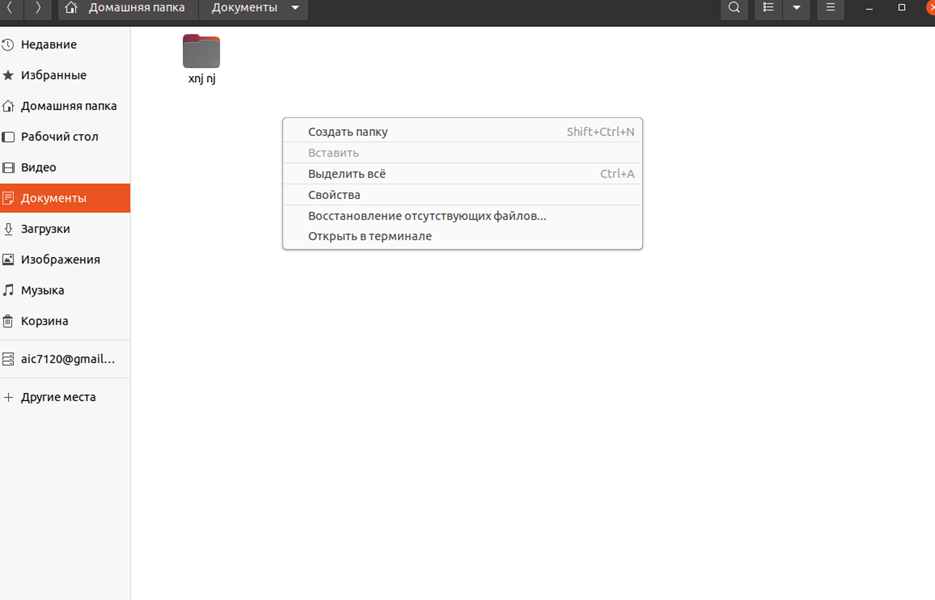 Домашняя папка
Документы
Недавние
Избранные
Домашняя папка
Рабочий стол
Видео
Документы
Загрузки
Изображения
Музыка
Корзина
aic7120@gmail...
Другие места
xnj nj
Создать папку Shift+Ctrl+N
Вставить
Выделить всё Ctrl+A
Свойства
Восстановление отсутствующих файлов...
Открыть в терминале